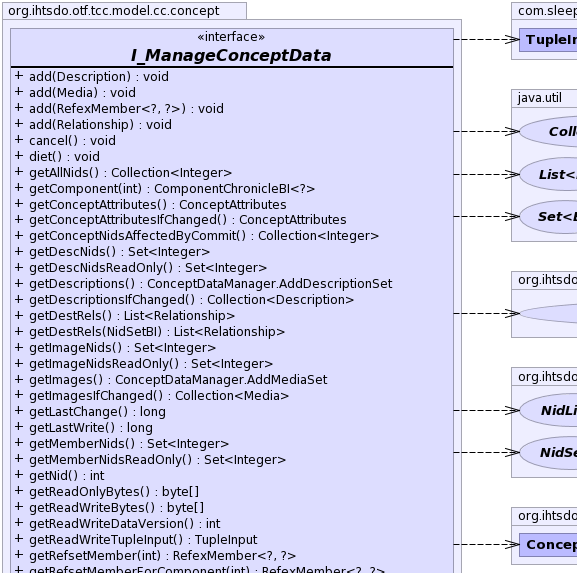 org.ihtsdo.otf.tcc.model.cc.concept
«interface»
I_ManageConceptData
+ add(Description) : void
+ add(Media) : void
+ add(RefexMember<?, ?>) : void
+ add(Relationship) : void
+ cancel() : void
+ diet() : void
+ getAllNids() : Collection<Integer>
+ getComponent(int) : ComponentChronicleBI<?>
+ getConceptAttributes() : ConceptAttributes
+ getConceptAttributesIfChanged() : ConceptAttributes
+ getConceptNidsAffectedByCommit() : Collection<Integer>
+ getDescNids() : Set<Integer>
+ getDescNidsReadOnly() : Set<Integer>
+ getDescriptions() : ConceptDataManager.AddDescriptionSet
+ getDescriptionsIfChanged() : Collection<Description>
+ getDestRels() : List<Relationship>
+ getDestRels(NidSetBI) : List<Relationship>
+ getImageNids() : Set<Integer>
+ getImageNidsReadOnly() : Set<Integer>
+ getImages() : ConceptDataManager.AddMediaSet
+ getImagesIfChanged() : Collection<Media>
+ getLastChange() : long
+ getLastWrite() : long
+ getMemberNids() : Set<Integer>
+ getMemberNidsReadOnly() : Set<Integer>
+ getNid() : int
+ getReadOnlyBytes() : byte[]
+ getReadWriteBytes() : byte[]
+ getReadWriteDataVersion() : int
+ getReadWriteTupleInput() : TupleInput
+ getRefsetMember(int) : RefexMember<?, ?>
+ getRefsetMemberForComponent(int) : RefexMember<?, ?>
com.sleep
TupleIn
java.util
Colle
List<
Set<E
org.ihtsdo
org.ihtsdo
NidLi
NidSe
org.ihtsdo
Concep